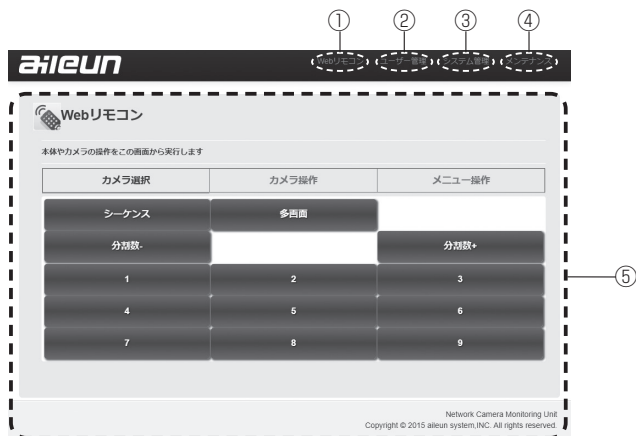 ① ② ③ ④
aileun Webリモコン ユーザー管理 システム管理 メンテナンス
Webリモコン
本体やカメラの操作をこの画面から実行します
カメラ選択 カメラ操作 メニュー操作
シーケンス 多画面
分割数- 分割数+
1 2 3
⑤
4 5 6
7 8 9
Network Camera Monitoring Unit
Copyright © 2015 aileun system,INC. All rights reserved.